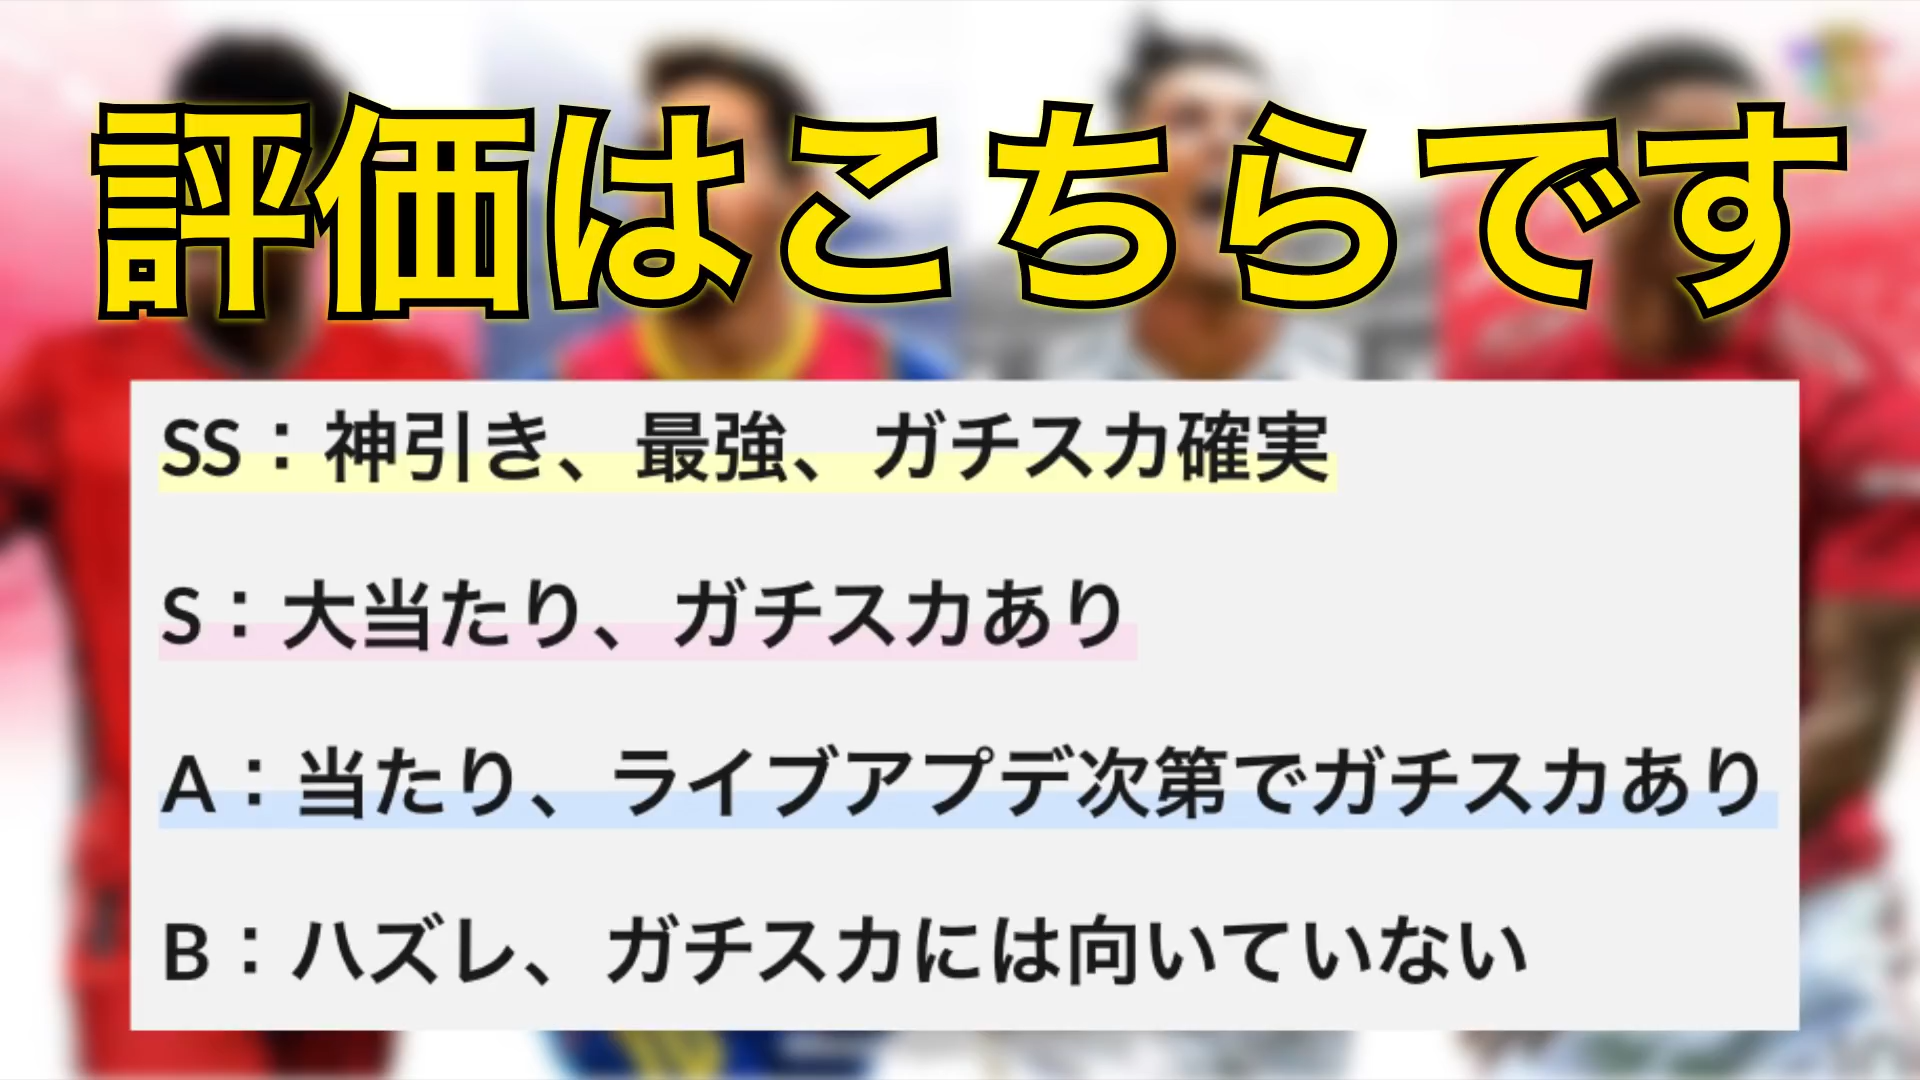 評価はこちらです
SS：神引き、最強、ガチスカ確実
S：大当たり、ガチスカあり
A：当たり、ライブアプデ次第でガチスカあり
B：ハズレ、ガチスカには向いていない